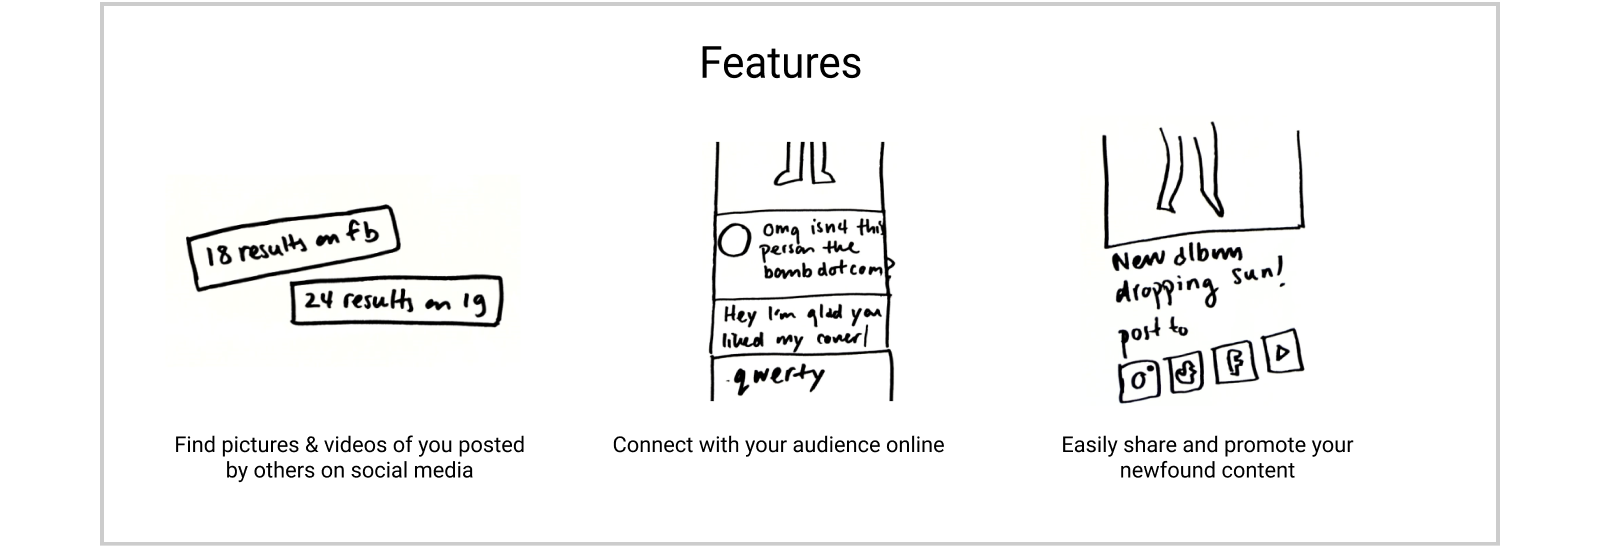 Features
18 results on fb
24 results on ig
omg isn't this
person the
bomb dot com?
Hey I'm glad you
liked my cover!
qwerty
New album
dropping sun!
post to
Find pictures & videos of you posted
by others on social media
Connect with your audience online
Easily share and promote your
newfound content